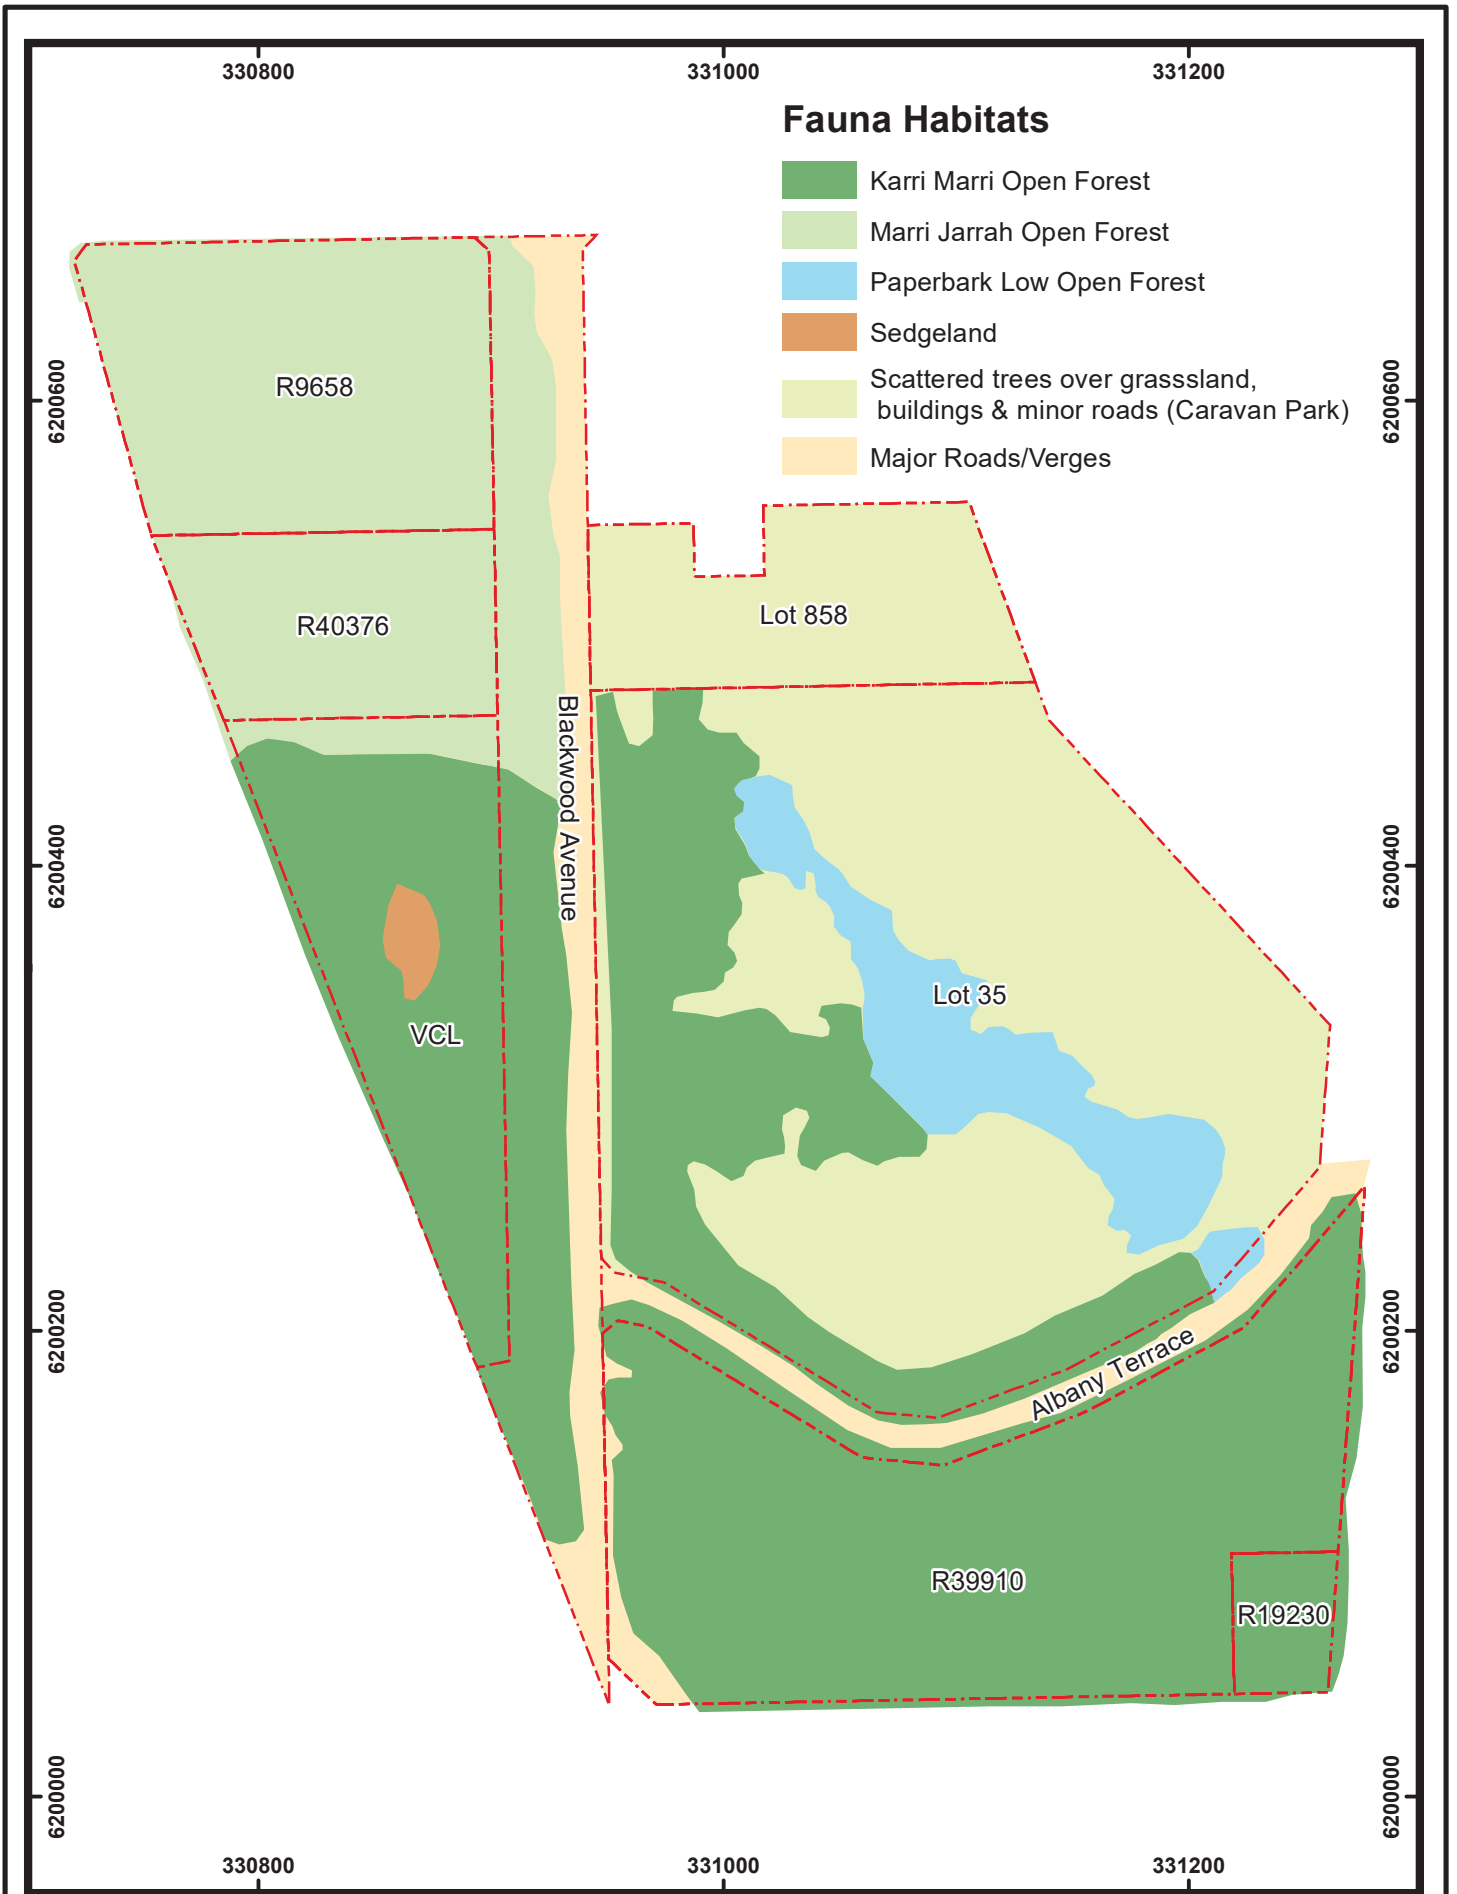 330800 331000 331200
Fauna Habitats
Karri Marri Open Forest
Marri Jarrah Open Forest
Paperbark Low Open Forest
Sedgeland
Scattered trees over grasssland,
buildings & minor roads (Caravan Park)
Major Roads/Verges
6200600 6200600
R9658
R40376
Lot 858
Blackwood Avenue
6200400 6200400
Lot 35
VCL
6200200 6200200
Albany Terrace
R39910
R19230
6200000 6200000
330800 331000 331200